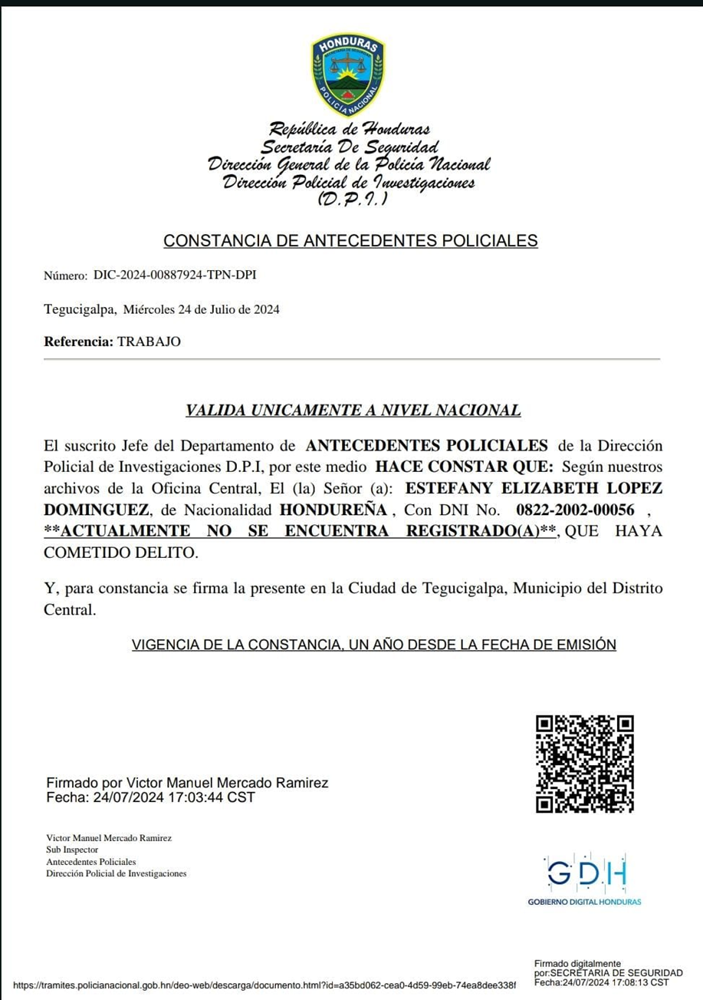 HONDURAS
SECRETARIA DE SEGURIDAD
POLICIA NACIONAL
República de Honduras
Secretaría De Seguridad
Dirección General de la Policía Nacional
Dirección Policial de Investigaciones
(D.P.I.)
CONSTANCIA DE ANTECEDENTES POLICIALES
Número: DIC-2024-00887924-TPN-DPI
Tegucigalpa, Miércoles 24 de Julio de 2024
Referencia: TRABAJO
VALIDA UNICAMENTE A NIVEL NACIONAL
El suscrito Jefe del Departamento de ANTECEDENTES POLICIALES de la Dirección
Policial de Investigaciones D.P.I, por este medio HACE CONSTAR QUE: Según nuestros
archivos de la Oficina Central, El (la) Señor (a): ESTEFANY ELIZABETH LOPEZ
DOMINGUEZ, de Nacionalidad HONDUREÑA , Con DNI No. 0822-2002-00056 ,
**ACTUALMENTE NO SE ENCUENTRA REGISTRADO(A)**, QUE HAYA
COMETIDO DELITO.
Y, para constancia se firma la presente en la Ciudad de Tegucigalpa, Municipio del Distrito
Central.
VIGENCIA DE LA CONSTANCIA, UN AÑO DESDE LA FECHA DE EMISIÓN
Firmado por Victor Manuel Mercado Ramirez
Fecha: 24/07/2024 17:03:44 CST
Victor Manuel Mercado Ramirez
Sub Inspector
Antecedentes Policiales
Dirección Policial de Investigaciones
GDH
GOBIERNO DIGITAL HONDURAS
Firmado digitalmente
por:SECRETARIA DE SEGURIDAD
Fecha:24/07/2024 17:08:13 CST
https://tramites.policianacional.gob.hn/deo-web/descarga/documento.html?id=a35bd062-cea0-4d59-99eb-74ea8dee338f